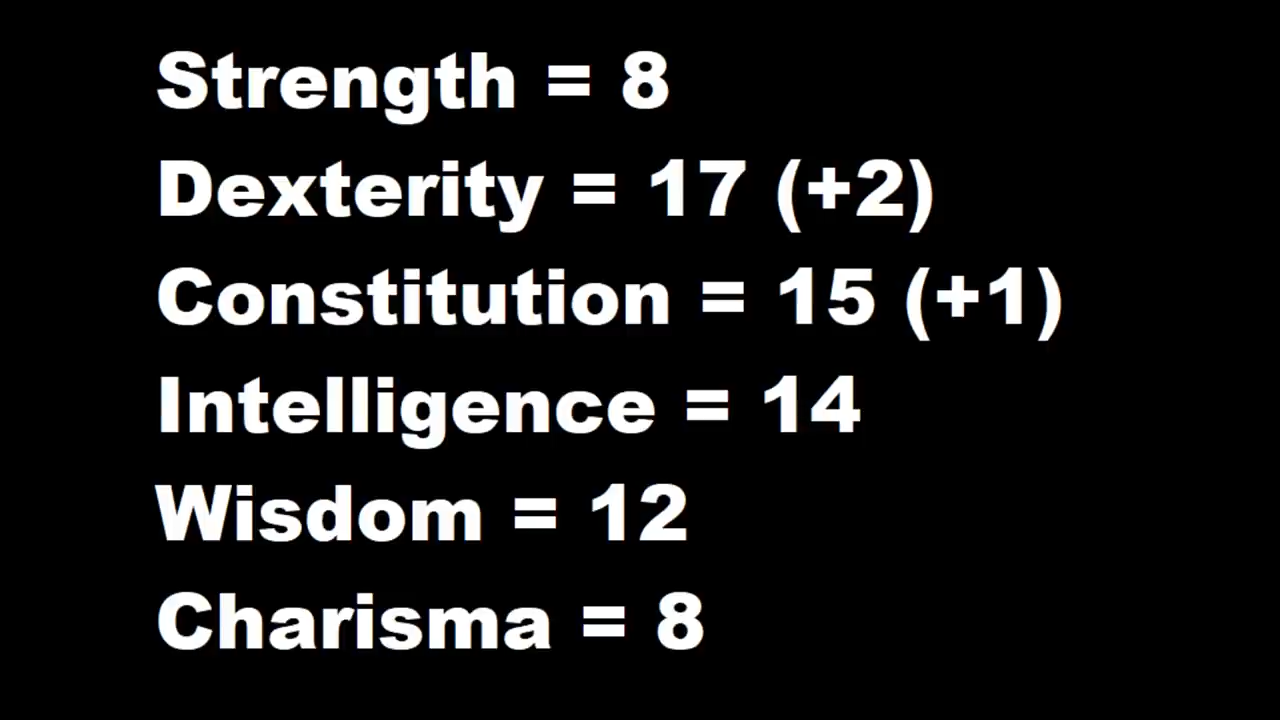 Strength = 8
Dexterity = 17 (+2)
Constitution = 15 (+1)
Intelligence = 14
Wisdom = 12
Charisma = 8